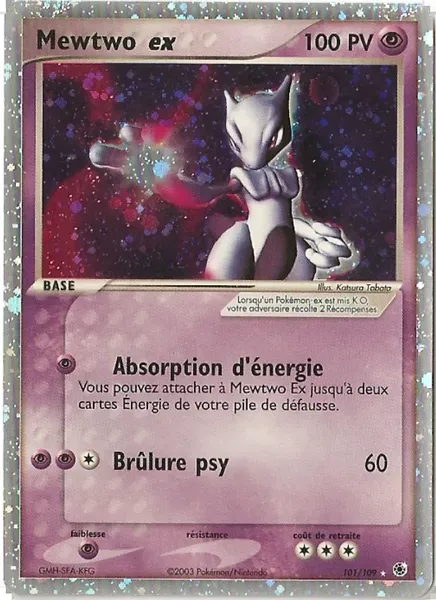 Mewtwo ex 100 PV
BASE
Illus. Katsura Tabata
Lorsqu'un Pokémon-ex est mis K.O,
votre adversaire récolte 2 Récompenses
Absorption d'énergie
Vous pouvez attacher à Mewtwo Ex jusqu'à deux
cartes Énergie de votre pile de défausse.
Brûlure psy 60
faiblesse résistance coût de retraite
GMH-SFA-KFG ©2003 Pokémon/Nintendo 101/109